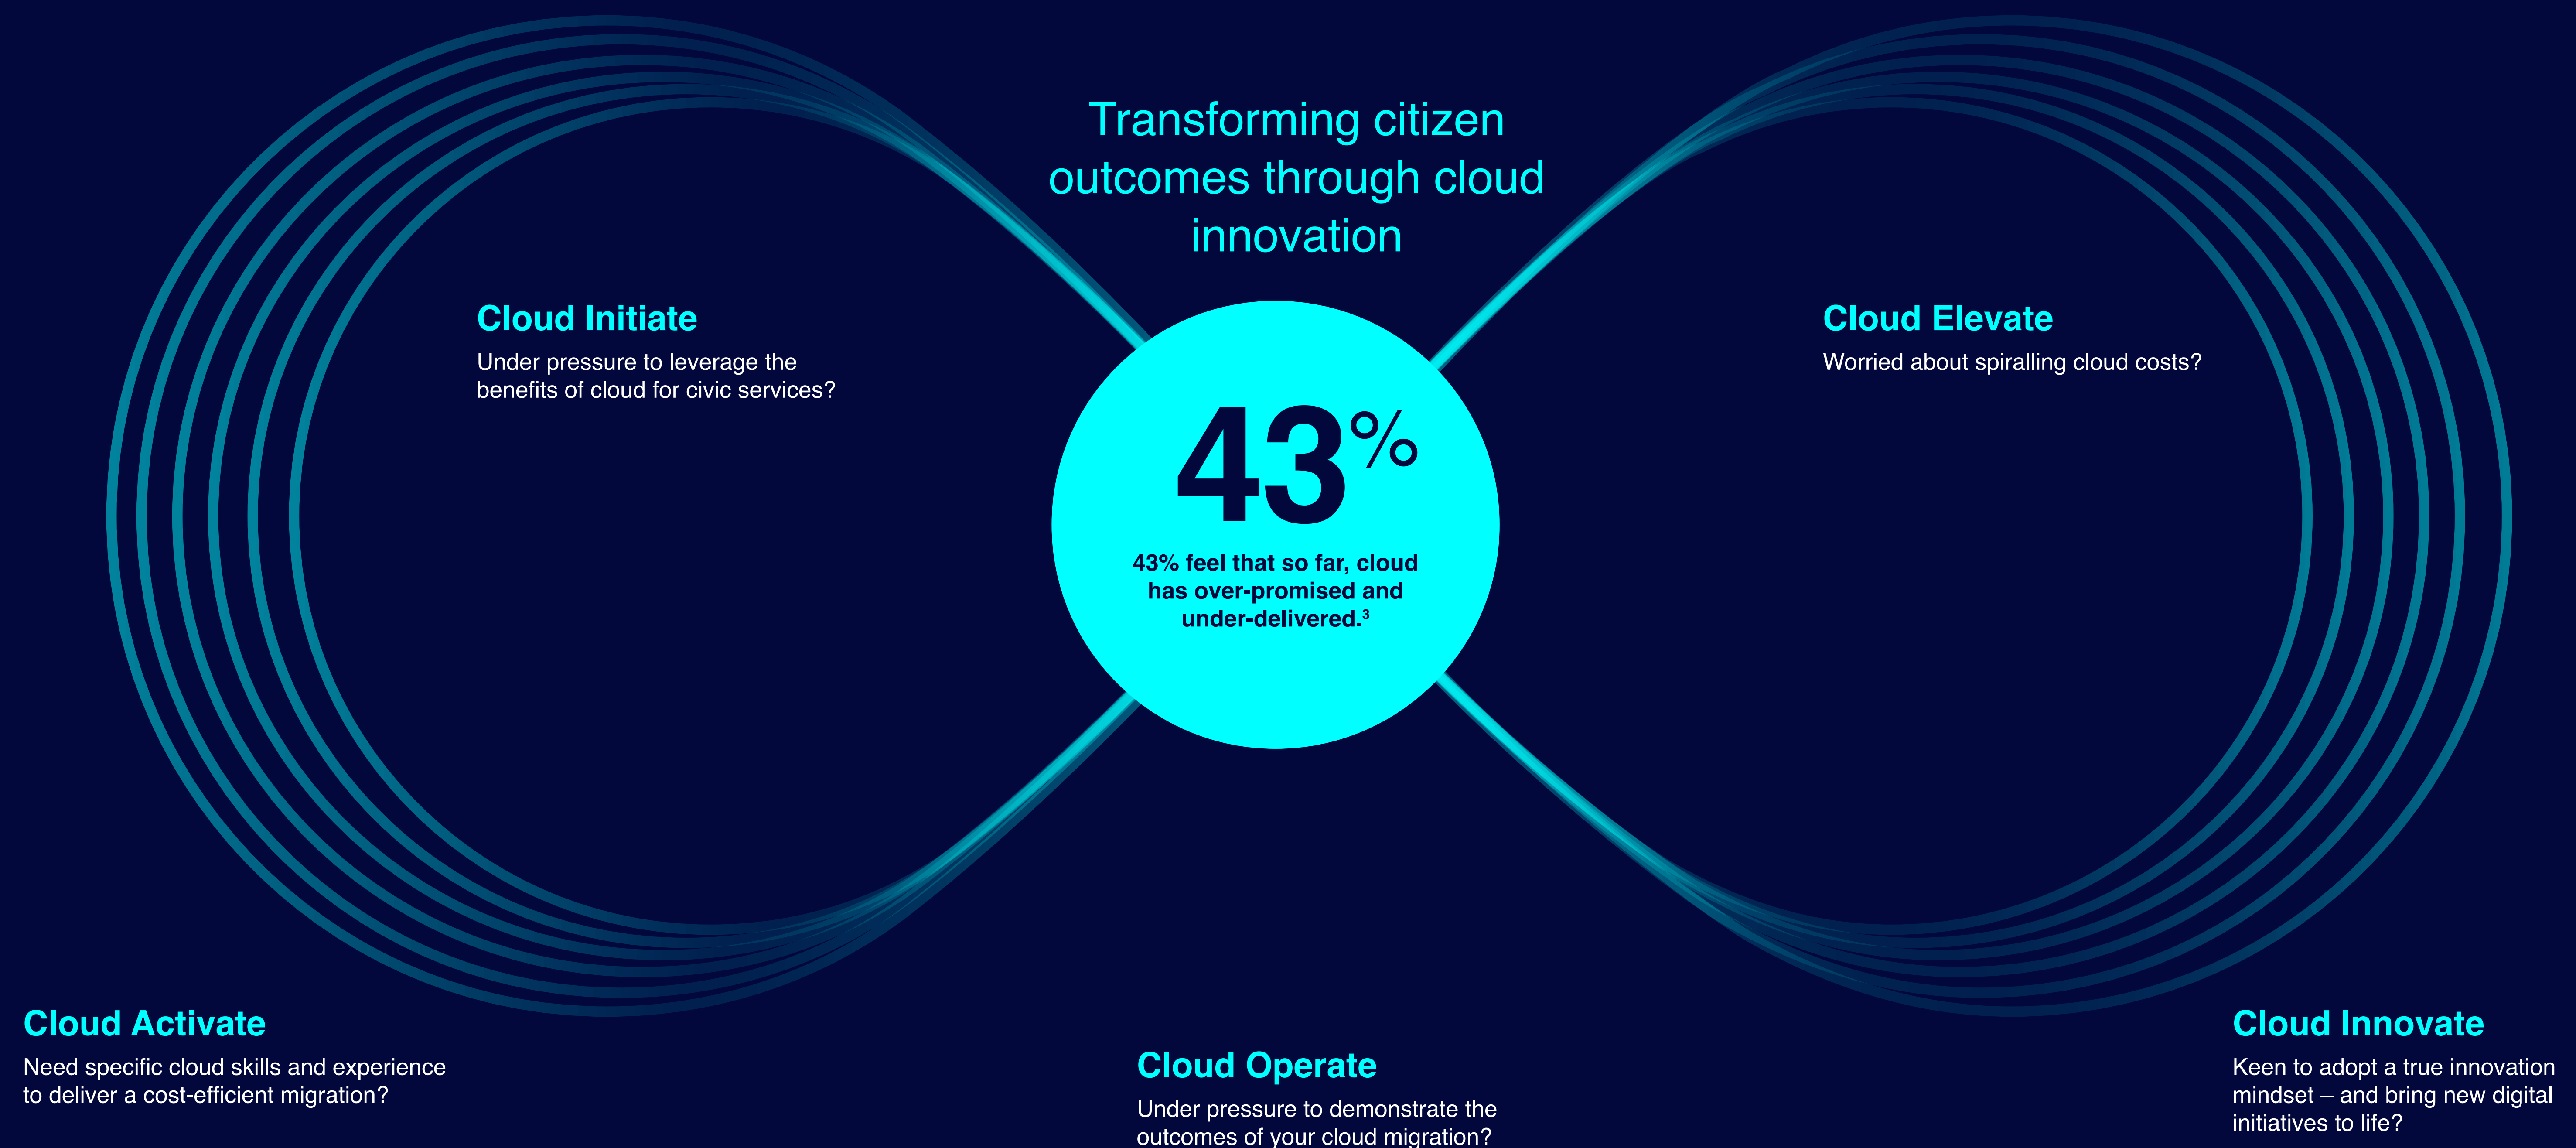 Transforming citizen
outcomes through cloud
innovation
Cloud Initiate
Under pressure to leverage the
benefits of cloud for civic services?
Cloud Elevate
Worried about spiralling cloud costs?
43%
43% feel that so far, cloud
has over-promised and
under-delivered.³
Cloud Activate
Need specific cloud skills and experience
to deliver a cost-efficient migration?
Cloud Operate
Under pressure to demonstrate the
outcomes of your cloud migration?
Cloud Innovate
Keen to adopt a true innovation
mindset – and bring new digital
initiatives to life?